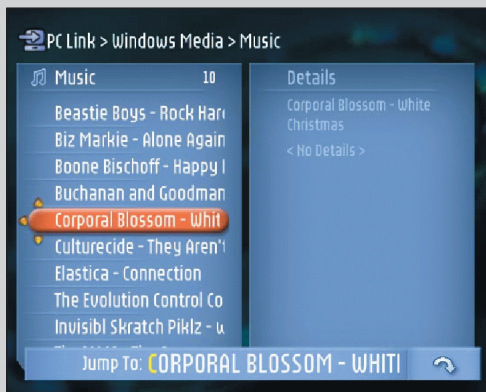 PC Link > Windows Media > Music
Music 10
Beastie Boys - Rock Har
Biz Markie - Alone Again
Boone Bischoff - Happy
Buchanan and Goodman
Corporal Blossom - Whit
Culturecide - They Aren't
Elastica - Connection
The Evolution Control Co
Invisibl Skratch Piklz - w
Details
Corporal Blossom - White
Christmas
< No Details >
Jump To: CORPORAL BLOSSOM - WHITI